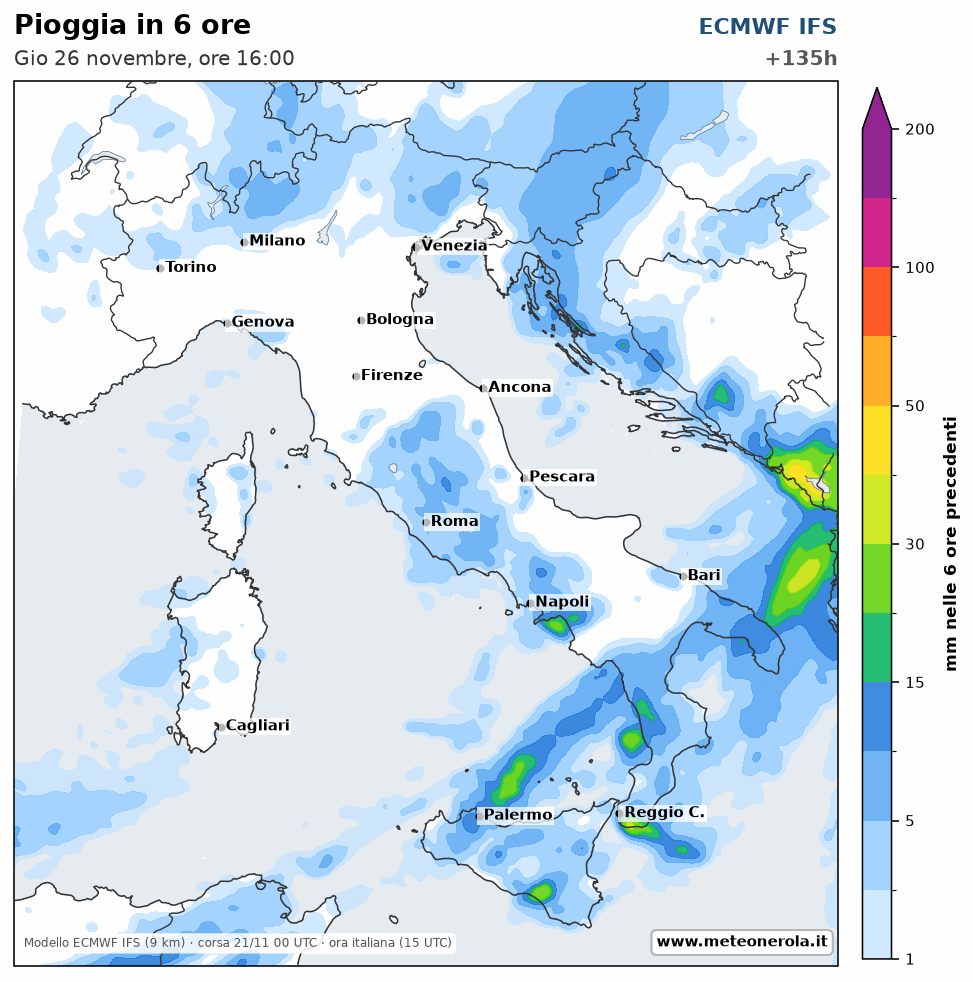 Pioggia in 6 ore
ECMWF IFS
Gio 26 novembre, ore 16:00
+135h
Milano
Venezia
Torino
Genova
Bologna
Firenze
Ancona
Pescara
Roma
Bari
Napoli
Cagliari
Palermo
Reggio C.
200
100
50
30
15
5
1
mm nelle 6 ore precedenti
Modello ECMWF IFS (9 km) · corsa 21/11 00 UTC · ora italiana (15 UTC)
www.meteonerola.it